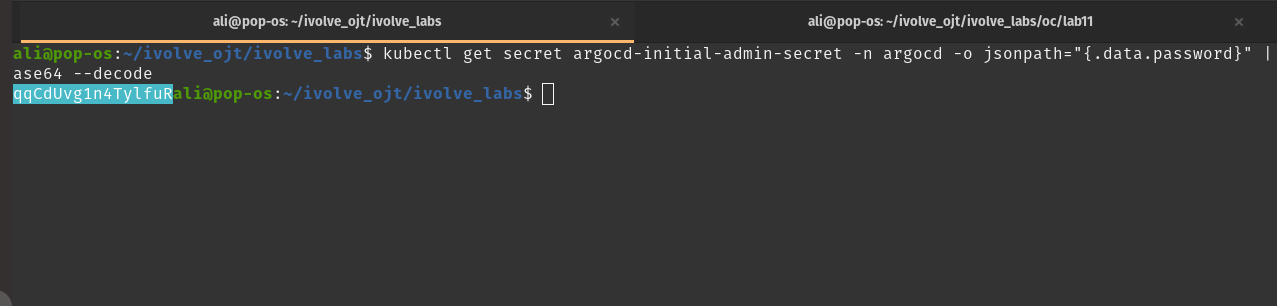 ali@pop-os: ~/ivolve_ojt/ivolve_labs × ali@pop-os: ~/ivolve_ojt/ivolve_labs/oc/lab11 ×
ali@pop-os:~/ivolve_ojt/ivolve_labs$ kubectl get secret argocd-initial-admin-secret -n argocd -o jsonpath="{.data.password}" |
ase64 --decode
qqCdUvg1n4TylfuRali@pop-os:~/ivolve_ojt/ivolve_labs$